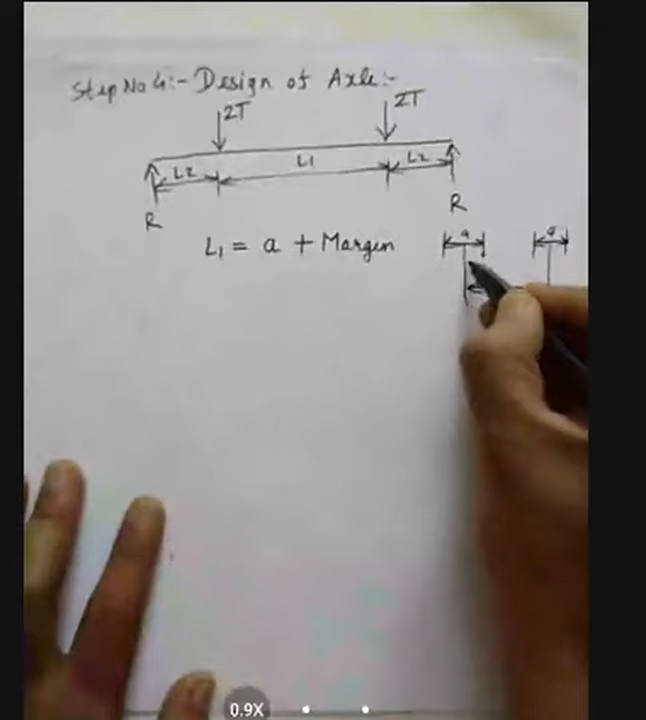 Step No 4:- Design of Axle:-
2T 2T
L2 L1 L2
R R
L1 = a + Margin
a a
0.9X